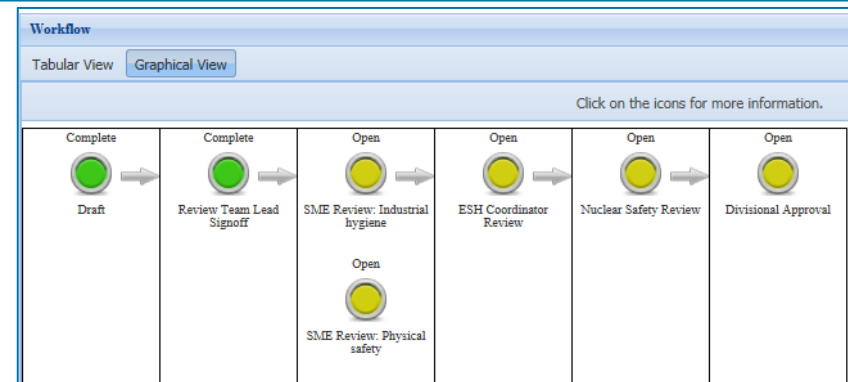 Workflow
Tabular View Graphical View
Click on the icons for more information.
Complete Complete Open Open Open Open
Draft Review Team Lead SME Review: Industrial ESH Coordinator Nuclear Safety Review Divisional Approval
Signoff hygiene Review
Open
SME Review: Physical
safety